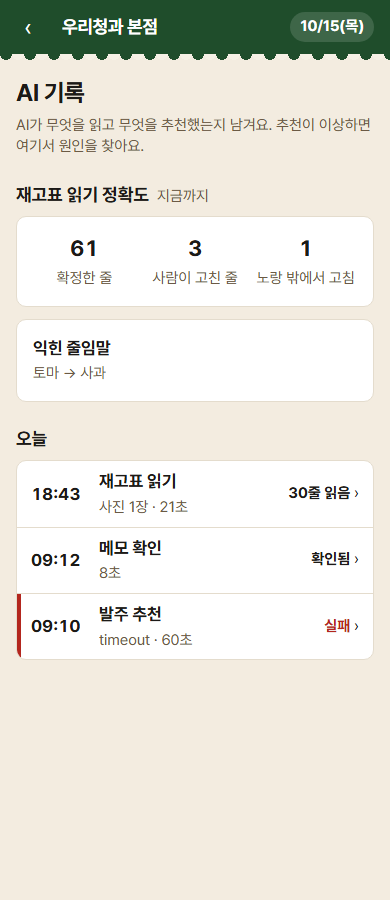 ‹ 우리청과 본점 10/15(목)
AI 기록
AI가 무엇을 읽고 무엇을 추천했는지 남겨요. 추천이 이상하면
여기서 원인을 찾아요.
재고표 읽기 정확도 지금까지
61 3 1
확정한 줄 사람이 고친 줄 노랑 밖에서 고침
익힌 줄임말
토마 → 사과
오늘
18:43 재고표 읽기 30줄 읽음 ›
사진 1장 · 21초
09:12 메모 확인 확인됨 ›
8초
09:10 발주 추천 실패 ›
timeout · 60초